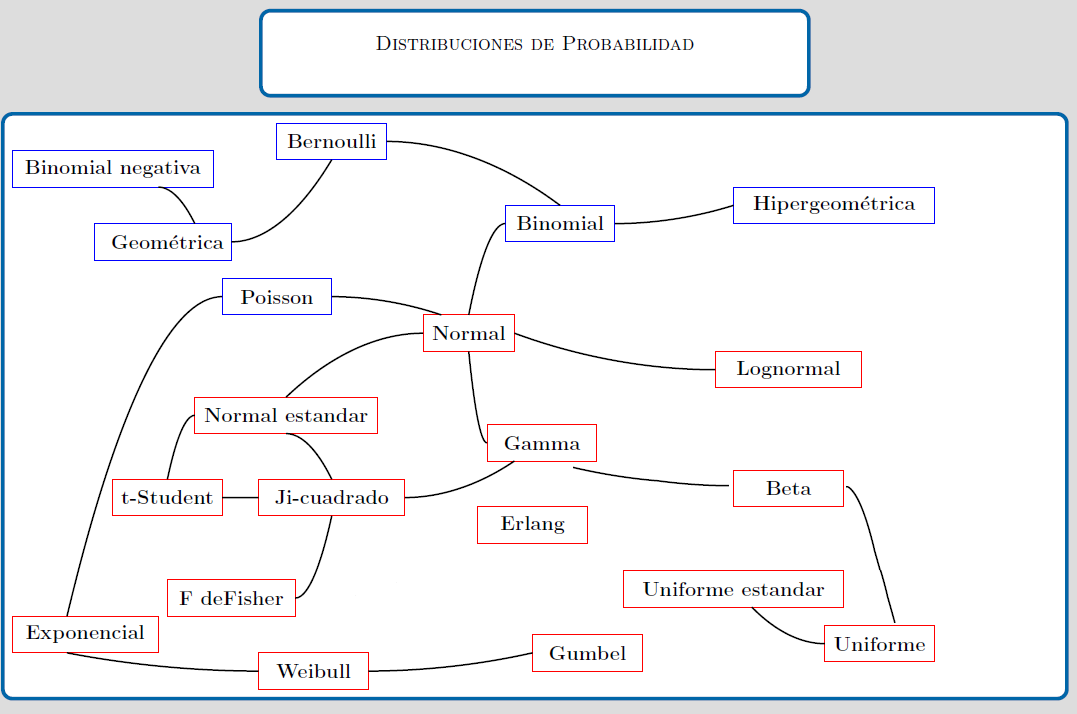 Distribuciones de Probabilidad
Bernoulli
Binomial negativa
Hipergeométrica
Binomial
Geométrica
Poisson
Normal
Lognormal
Normal estandar
Gamma
Beta
t-Student
Ji-cuadrado
Erlang
Uniforme estandar
F deFisher
Exponencial
Uniforme
Gumbel
Weibull